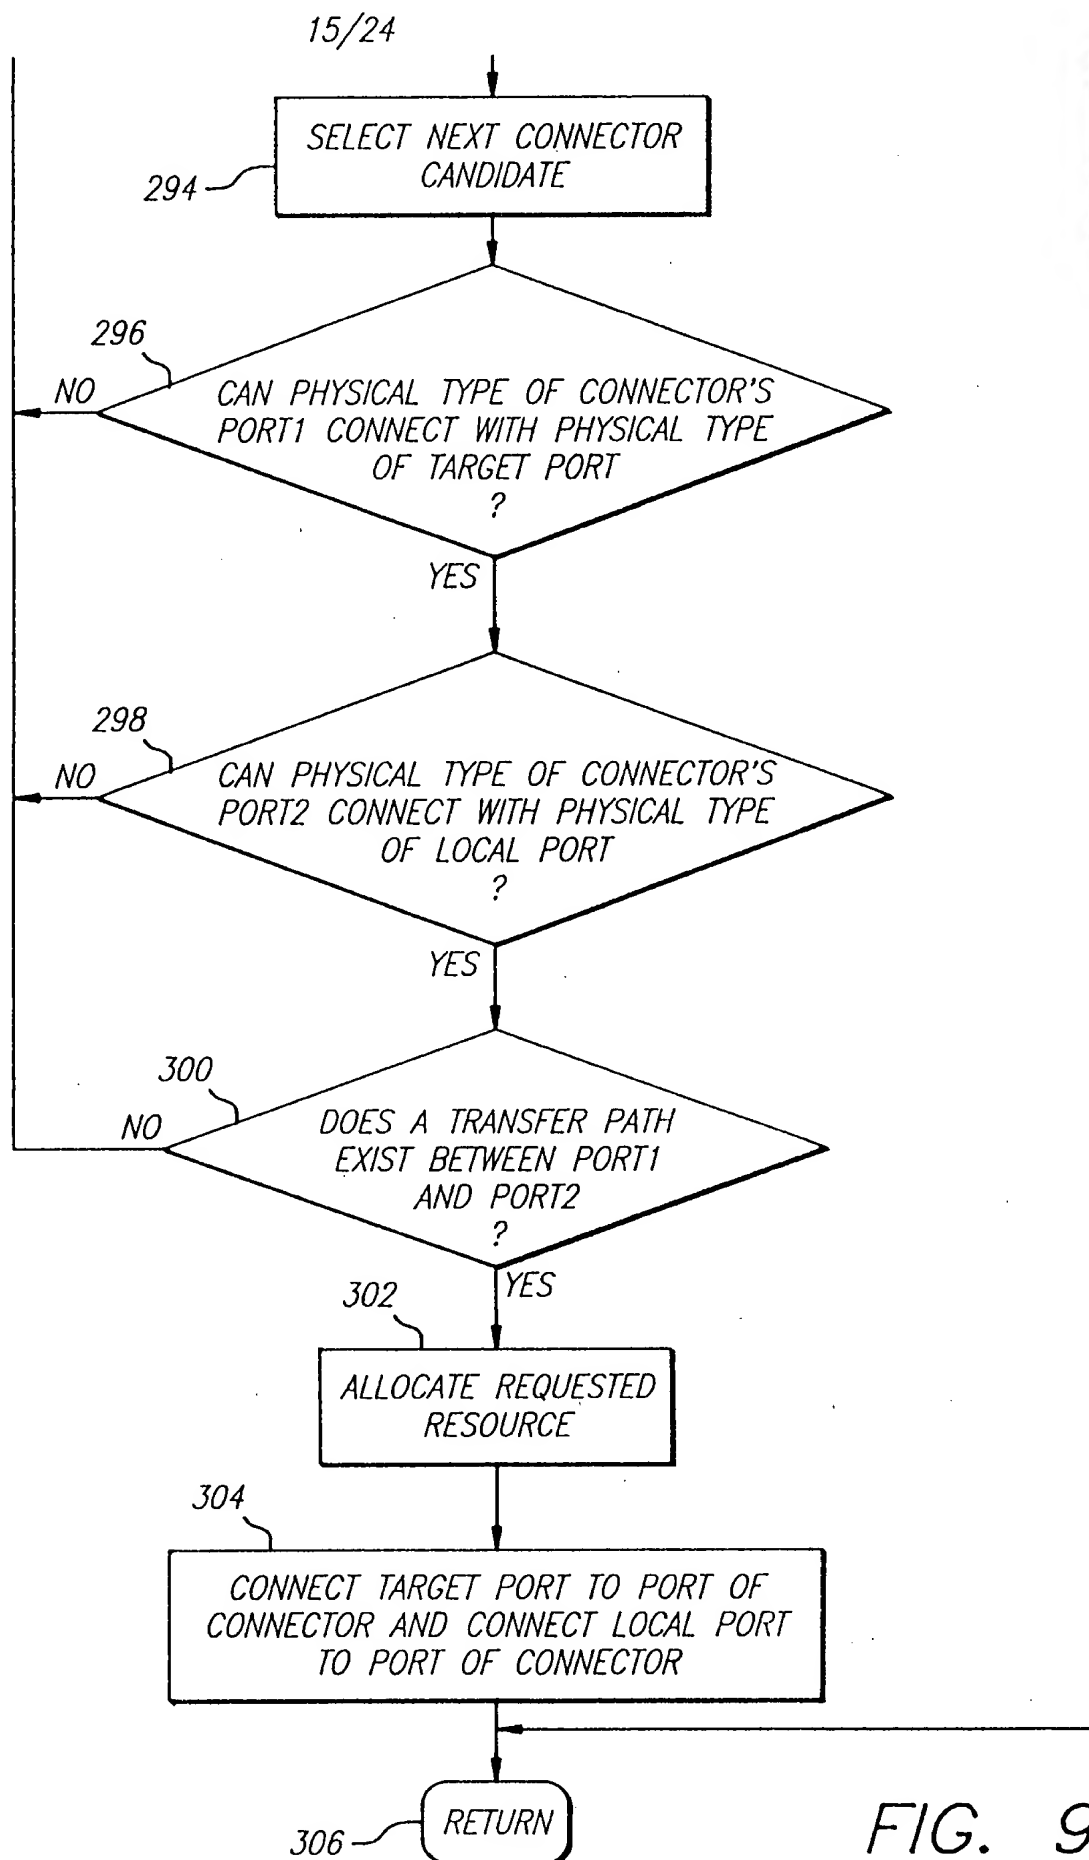 15/24
SELECT NEXT CONNECTOR
CANDIDATE
294
296
NO
CAN PHYSICAL TYPE OF CONNECTOR'S
PORT1 CONNECT WITH PHYSICAL TYPE
OF TARGET PORT
?
YES
298
NO
CAN PHYSICAL TYPE OF CONNECTOR'S
PORT2 CONNECT WITH PHYSICAL TYPE
OF LOCAL PORT
?
YES
300
NO
DOES A TRANSFER PATH
EXIST BETWEEN PORT1
AND PORT2
?
YES
302
ALLOCATE REQUESTED
RESOURCE
304
CONNECT TARGET PORT TO PORT OF
CONNECTOR AND CONNECT LOCAL PORT
TO PORT OF CONNECTOR
RETURN
306
FIG. 9